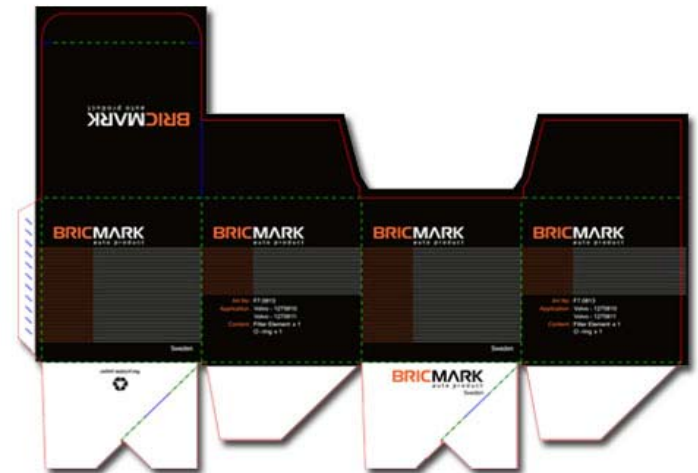 BRICMARK
auto product
BRICMARK
auto product
Sweden
BRICMARK
auto product
Art No F7.0813
Application Volvo - 1275810
Volvo - 1275811
Content Filter Element x 1
O ring x 1
BRICMARK
auto product
Sweden
BRICMARK
auto product
Art No F7.0813
Application Volvo - 1275810
Volvo - 1275811
Content Filter Element x 1
O ring x 1
BRICMARK
auto product
Sweden